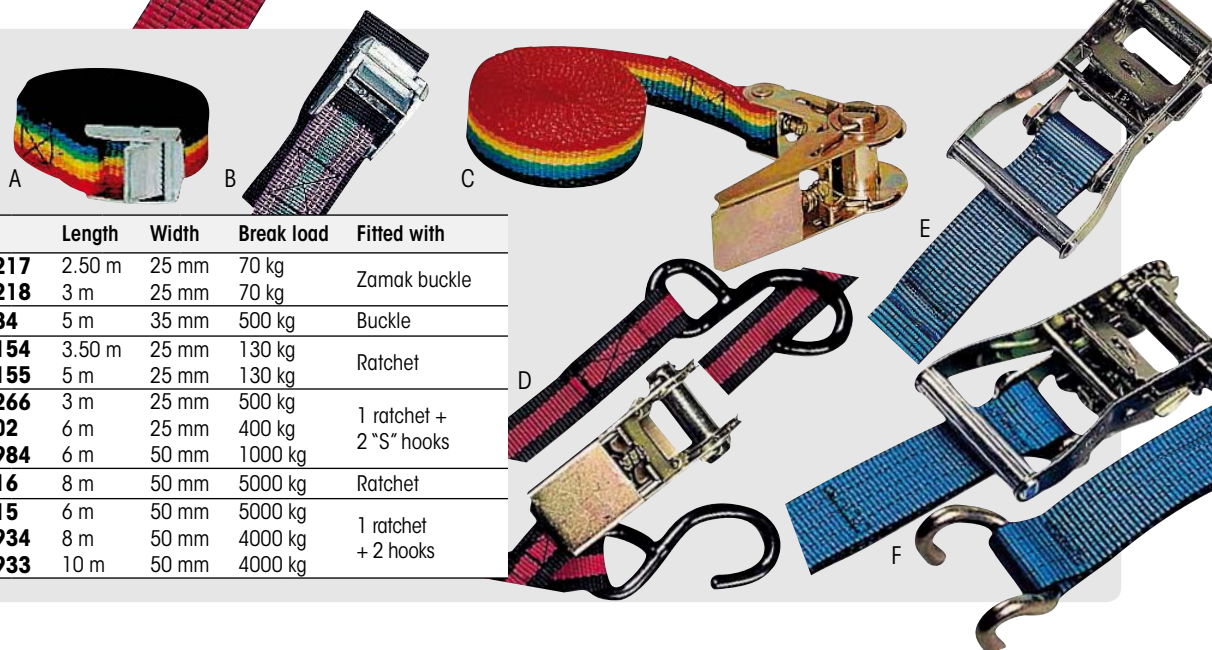 A
B
C
E
D
F
Length Width Break load Fitted with
217 2.50 m 25 mm 70 kg Zamak buckle
218 3 m 25 mm 70 kg
34 5 m 35 mm 500 kg Buckle
154 3.50 m 25 mm 130 kg Ratchet
155 5 m 25 mm 130 kg
266 3 m 25 mm 500 kg 1 ratchet +
02 6 m 25 mm 400 kg 2 "S" hooks
984 6 m 50 mm 1000 kg
16 8 m 50 mm 5000 kg Ratchet
15 6 m 50 mm 5000 kg 1 ratchet
934 8 m 50 mm 4000 kg + 2 hooks
933 10 m 50 mm 4000 kg